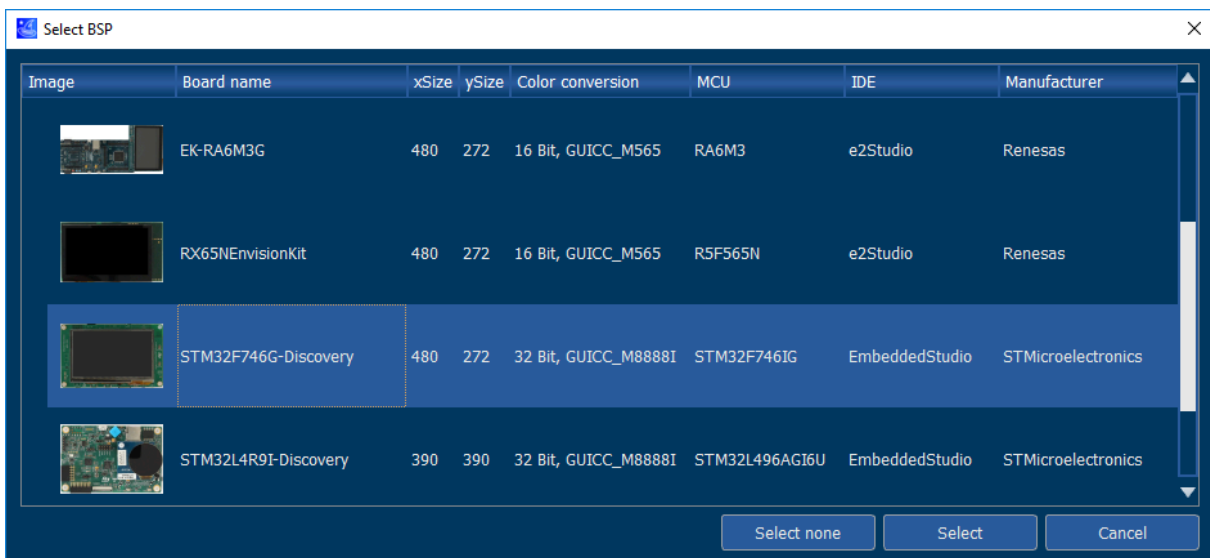 Select BSP
Image Board name xSize ySize Color conversion MCU IDE Manufacturer
EK-RA6M3G 480 272 16 Bit, GUICC_M565 RA6M3 e2Studio Renesas
RX65NEnvisionKit 480 272 16 Bit, GUICC_M565 R5F565N e2Studio Renesas
STM32F746G-Discovery 480 272 32 Bit, GUICC_M8888I STM32F746IG EmbeddedStudio STMicroelectronics
STM32L4R9I-Discovery 390 390 32 Bit, GUICC_M8888I STM32L496AGI6U EmbeddedStudio STMicroelectronics
Select none Select Cancel